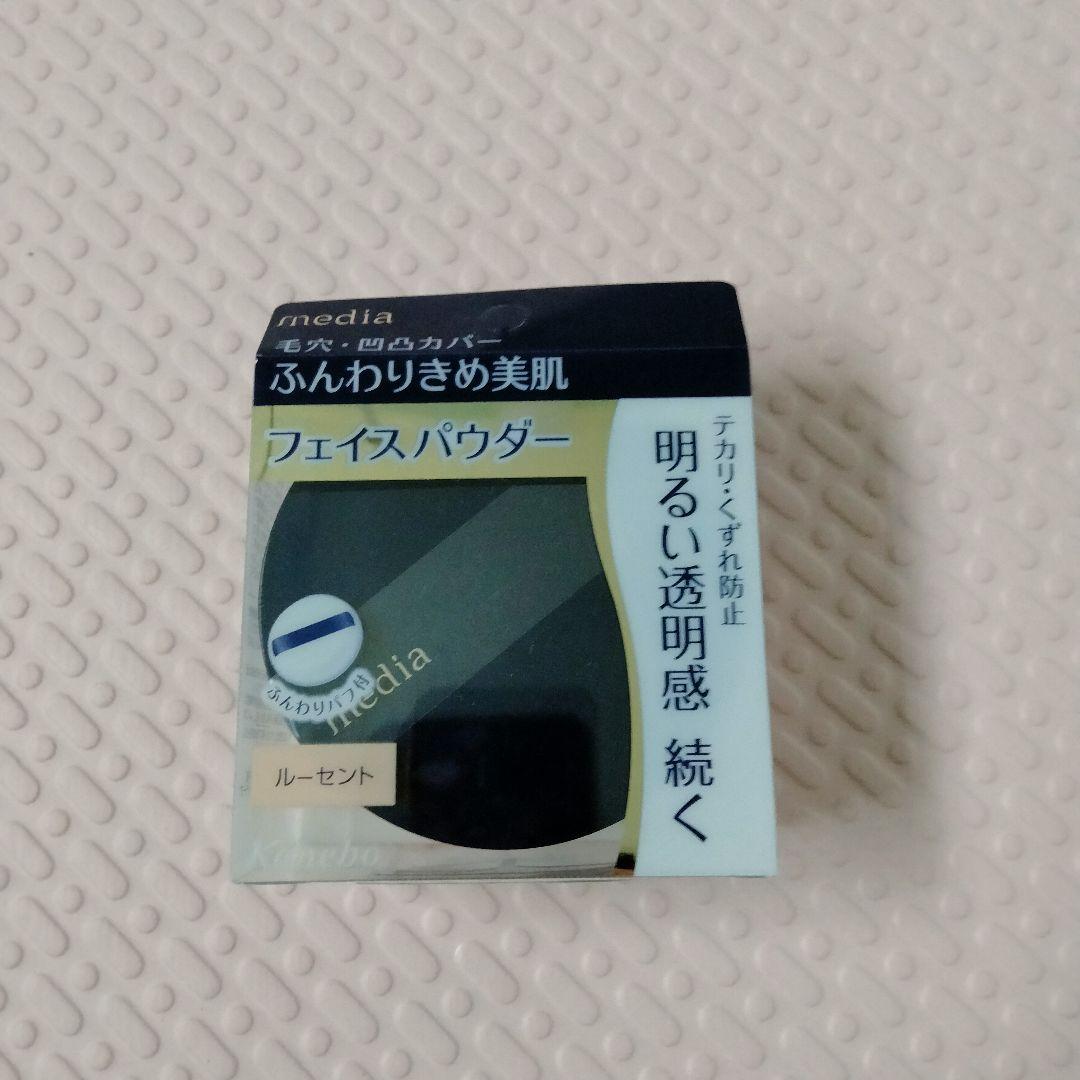 media
毛穴・凹凸カバー
ふんわりきめ美肌
フェイスパウダー
テカリ・くずれ防止
明るい透明感 続く
media
ふんわりパフ付
ルーセント
Kanebo